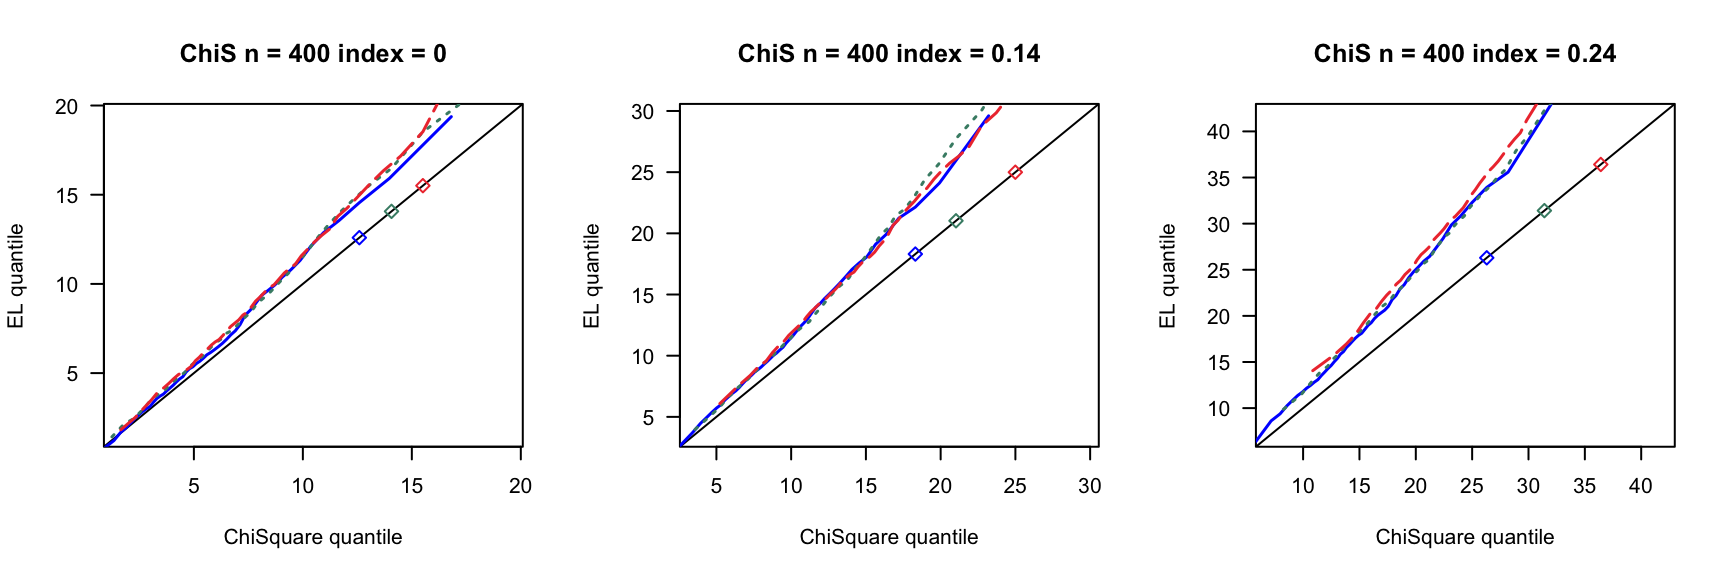 ChiS n = 400 index = 0
20
15
10
5
EL quantile
5 10 15 20
ChiSquare quantile
ChiS n = 400 index = 0.14
30
25
20
15
10
5
EL quantile
5 10 15 20 25 30
ChiSquare quantile
ChiS n = 400 index = 0.24
40
35
30
25
20
15
10
EL quantile
10 15 20 25 30 35 40
ChiSquare quantile